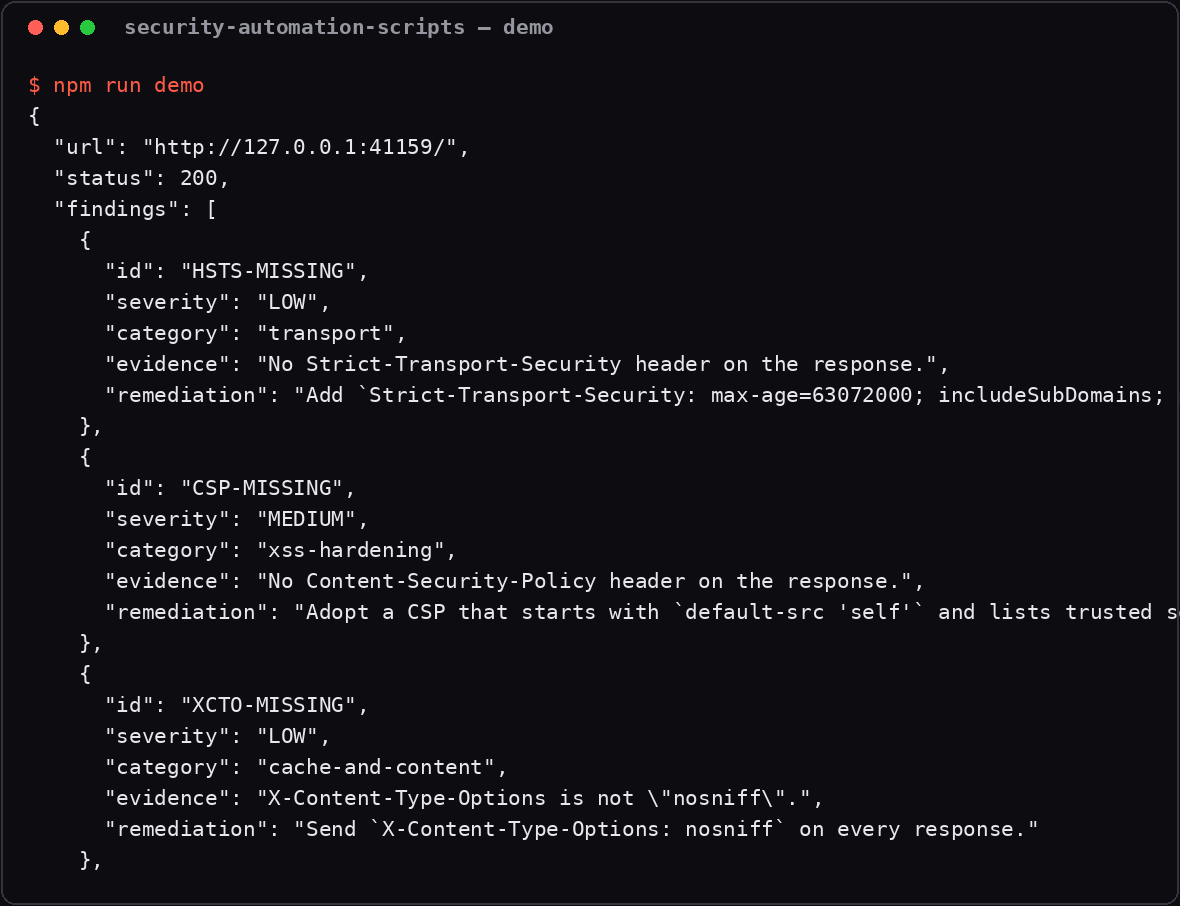 security-automation-scripts — demo
$ npm run demo
{
  "url": "http://127.0.0.1:41159/",
  "status": 200,
  "findings": [
    {
      "id": "HSTS-MISSING",
      "severity": "LOW",
      "category": "transport",
      "evidence": "No Strict-Transport-Security header on the response.",
      "remediation": "Add `Strict-Transport-Security: max-age=63072000; includeSubDomains;
    },
    {
      "id": "CSP-MISSING",
      "severity": "MEDIUM",
      "category": "xss-hardening",
      "evidence": "No Content-Security-Policy header on the response.",
      "remediation": "Adopt a CSP that starts with `default-src 'self'` and lists trusted
    },
    {
      "id": "XCTO-MISSING",
      "severity": "LOW",
      "category": "cache-and-content",
      "evidence": "X-Content-Type-Options is not \"nosniff\".",
      "remediation": "Send `X-Content-Type-Options: nosniff` on every response."
    },